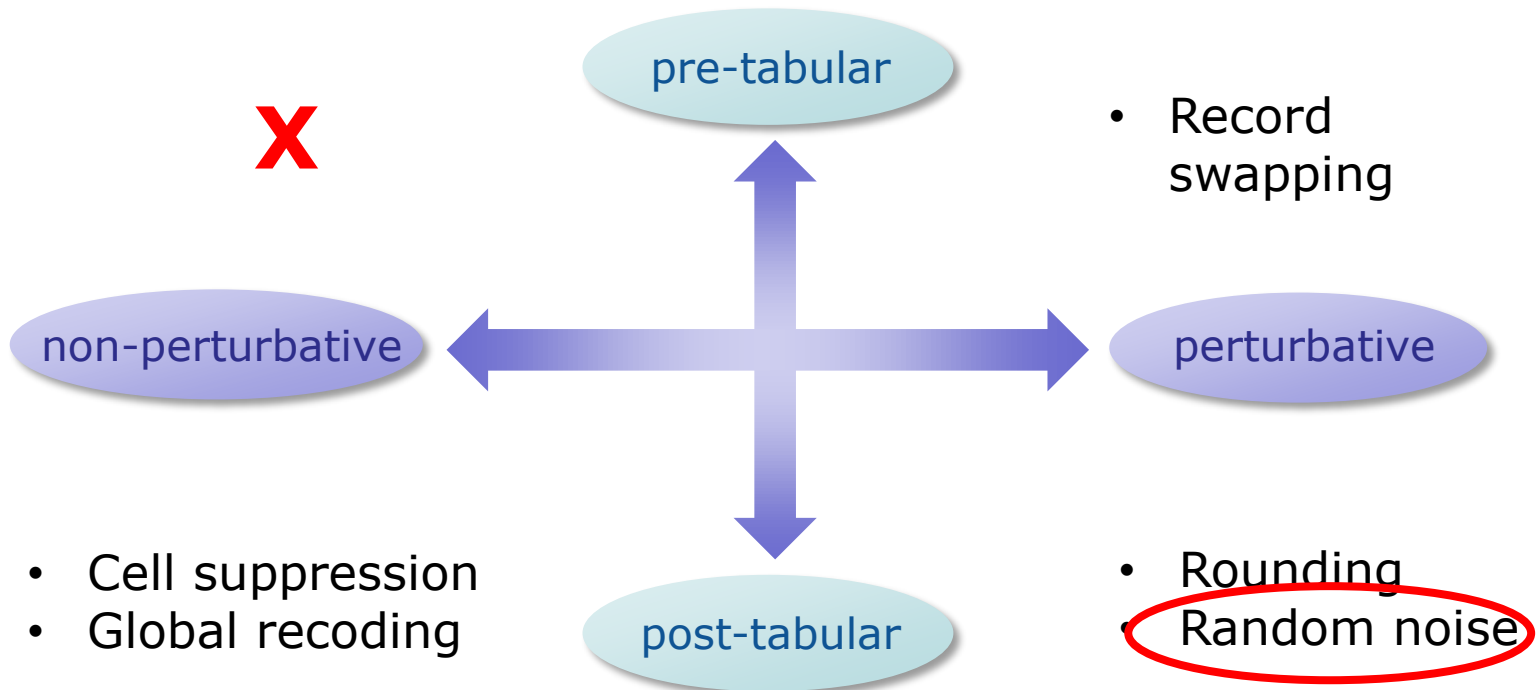 pre-tabular
X
• Record
swapping
non-perturbative
perturbative
• Cell suppression
• Global recoding
post-tabular
• Rounding
• Random noise